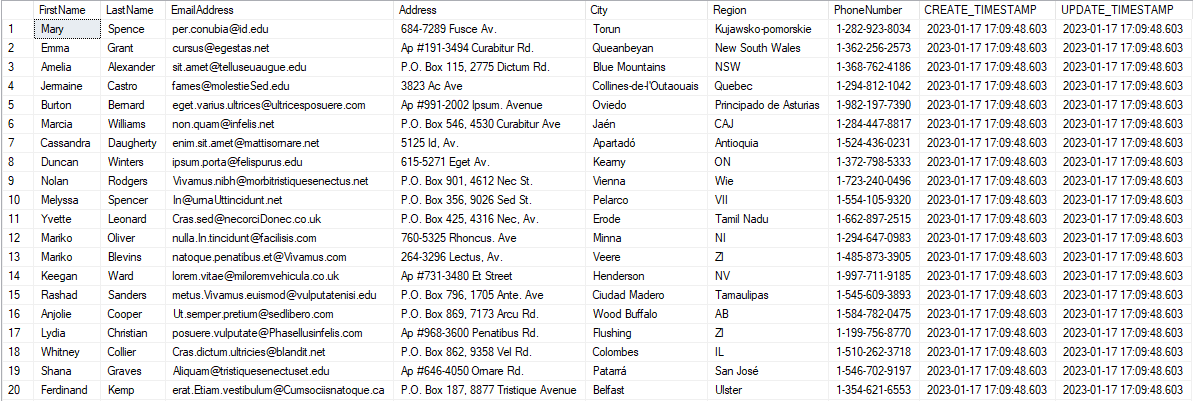 FirstName LastName EmailAddress Address City Region PhoneNumber CREATE_TIMESTAMP UPDATE_TIMESTAMP
1 Mary Spence per.conubia@id.edu 684-7289 Fusce Av. Torun Kujawsko-pomorskie 1-282-923-8034 2023-01-17 17:09:48.603 2023-01-17 17:09:48.603
2 Emma Grant cursus@egestas.net Ap #191-3494 Curabitur Rd. Queanbeyan New South Wales 1-362-256-2573 2023-01-17 17:09:48.603 2023-01-17 17:09:48.603
3 Amelia Alexander sit.amet@telluseuaugue.edu P.O. Box 115, 2775 Dictum Rd. Blue Mountains NSW 1-368-762-4186 2023-01-17 17:09:48.603 2023-01-17 17:09:48.603
4 Jermaine Castro fames@molestieSed.edu 3823 Ac Ave Collines-de-l'Outaouais Quebec 1-294-812-1042 2023-01-17 17:09:48.603 2023-01-17 17:09:48.603
5 Burton Bernard eget.varius.ultrices@ultricesposuere.com Ap #991-2002 Ipsum. Avenue Oviedo Principado de Asturias 1-982-197-7390 2023-01-17 17:09:48.603 2023-01-17 17:09:48.603
6 Marcia Williams non.quam@infelis.net P.O. Box 546, 4530 Curabitur Ave Jaén CAJ 1-284-447-8817 2023-01-17 17:09:48.603 2023-01-17 17:09:48.603
7 Cassandra Daugherty enim.sit.amet@mattisornare.net 5125 Id, Av. Apartadó Antioquia 1-524-436-0231 2023-01-17 17:09:48.603 2023-01-17 17:09:48.603
8 Duncan Winters ipsum.porta@felispurus.edu 615-5271 Eget Av. Kearny ON 1-372-798-5333 2023-01-17 17:09:48.603 2023-01-17 17:09:48.603
9 Nolan Rodgers Vivamus.nibh@morbitristiquesenectus.net P.O. Box 901, 4612 Nec St. Vienna Wie 1-723-240-0496 2023-01-17 17:09:48.603 2023-01-17 17:09:48.603
10 Melyssa Spencer In@urnaUttincidunt.net P.O. Box 356, 9026 Sed St. Pelarco VII 1-554-105-9320 2023-01-17 17:09:48.603 2023-01-17 17:09:48.603
11 Yvette Leonard Cras.sed@necorciDonec.co.uk P.O. Box 425, 4316 Nec, Av. Erode Tamil Nadu 1-662-897-2515 2023-01-17 17:09:48.603 2023-01-17 17:09:48.603
12 Mariko Oliver nulla.In.tincidunt@facilisis.com 760-5325 Rhoncus. Ave Minna NI 1-294-647-0983 2023-01-17 17:09:48.603 2023-01-17 17:09:48.603
13 Mariko Blevins natoque.penatibus.et@Vivamus.com 264-3296 Lectus, Av. Veere ZI 1-485-873-3905 2023-01-17 17:09:48.603 2023-01-17 17:09:48.603
14 Keegan Ward lorem.vitae@miloremvehicula.co.uk Ap #731-3480 Et Street Henderson NV 1-997-711-9185 2023-01-17 17:09:48.603 2023-01-17 17:09:48.603
15 Rashad Sanders metus.Vivamus.euismod@vulputatenisi.edu P.O. Box 796, 1705 Ante. Ave Ciudad Madero Tamaulipas 1-545-609-3893 2023-01-17 17:09:48.603 2023-01-17 17:09:48.603
16 Anjolie Cooper Ut.semper.pretium@sedlibero.com P.O. Box 869, 7173 Arcu Rd. Wood Buffalo AB 1-584-782-0475 2023-01-17 17:09:48.603 2023-01-17 17:09:48.603
17 Lydia Christian posuere.vulputate@Phasellusinfelis.com Ap #968-3600 Penatibus Rd. Flushing ZI 1-199-756-8770 2023-01-17 17:09:48.603 2023-01-17 17:09:48.603
18 Whitney Collier Cras.dictum.ultricies@blandit.net P.O. Box 862, 9358 Vel Rd. Colombes IL 1-510-262-3718 2023-01-17 17:09:48.603 2023-01-17 17:09:48.603
19 Shana Graves Aliquam@tristiquesenectuset.edu Ap #646-4050 Ornare Rd. Patarrá San José 1-546-702-9197 2023-01-17 17:09:48.603 2023-01-17 17:09:48.603
20 Ferdinand Kemp erat.Etiam.vestibulum@Cumsociisnatoque.ca P.O. Box 187, 8877 Tristique Avenue Belfast Ulster 1-354-621-6553 2023-01-17 17:09:48.603 2023-01-17 17:09:48.603